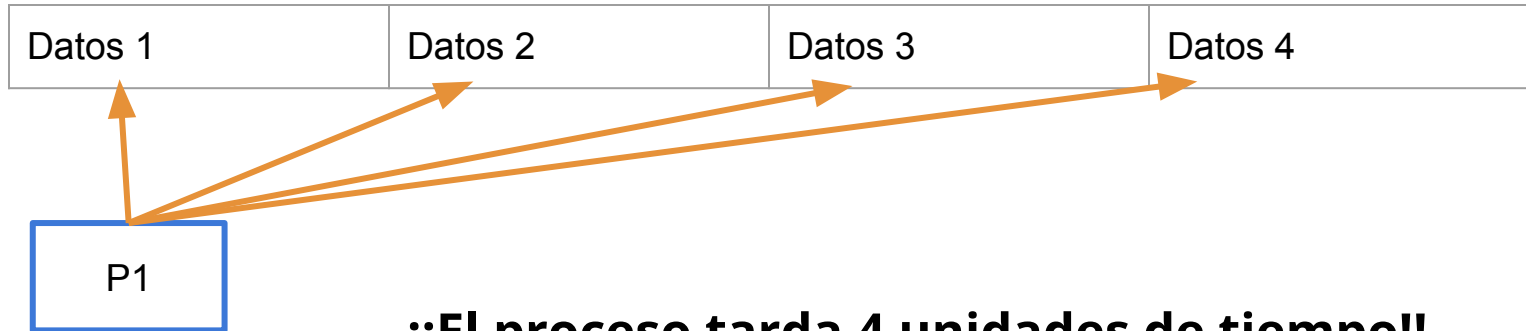 Datos 1 Datos 2 Datos 3 Datos 4
P1
¡¡El proceso tarda 4 unidades de tiempo!!